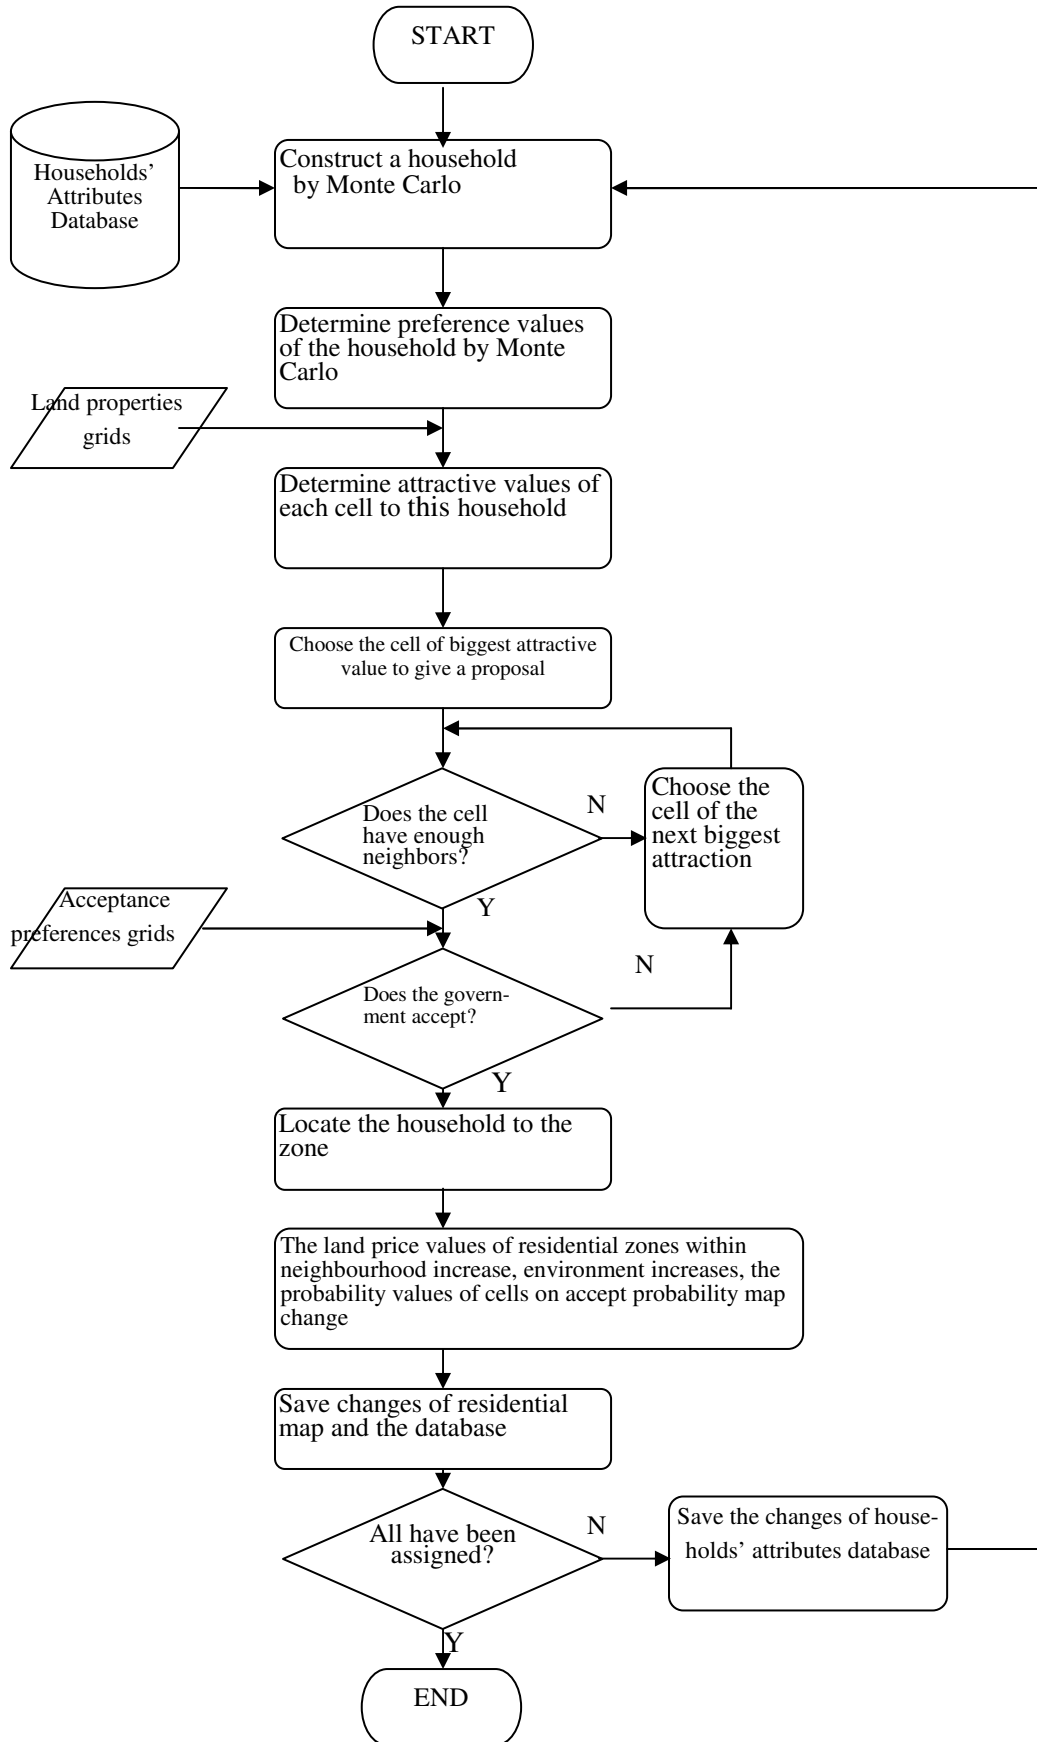 START
Households’
Attributes
Database
Construct a household
by Monte Carlo
Determine preference values
of the household by Monte
Carlo
Land properties
grids
Determine attractive values of
each cell to this household
Choose the cell of biggest attractive
value to give a proposal
Does the cell
have enough
neighbors?
N
Choose the
cell of the
next biggest
attraction
Y
Acceptance
preferences grids
Does the govern-
ment accept?
N
Y
Locate the household to the
zone
The land price values of residential zones within
neighbourhood increase, environment increases, the
probability values of cells on accept probability map
change
Save changes of residential
map and the database
All have been
assigned?
N
Save the changes of house-
holds’ attributes database
Y
END